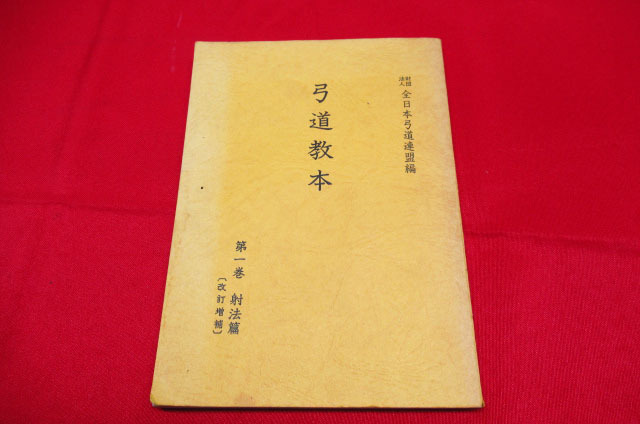 財団法人 全日本弓道連盟編
弓道教本
第一巻 射法篇
〔改訂増補〕